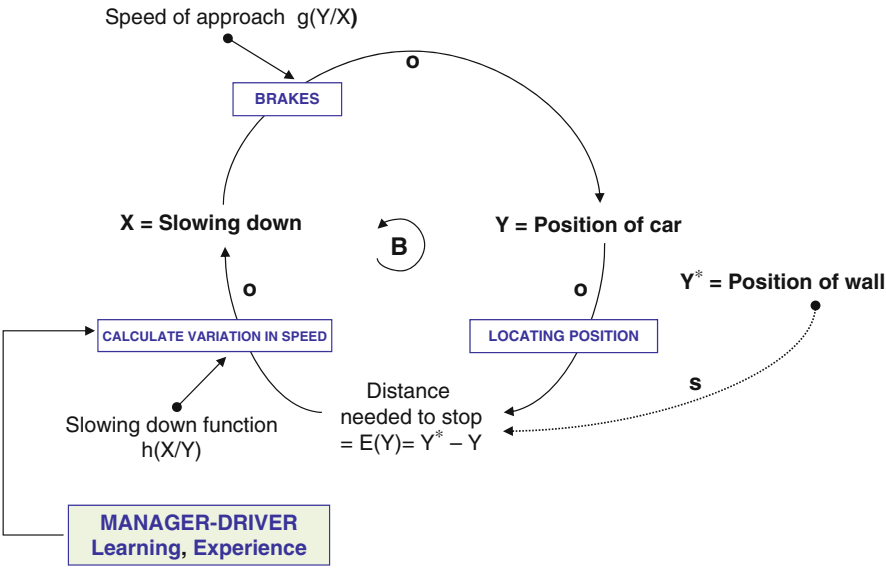 Speed of approach g(Y/X)
o
BRAKES
X = Slowing down
B
Y = Position of car
Y* = Position of wall
o
o
CALCULATE VARIATION IN SPEED
LOCATING POSITION
s
Distance
needed to stop
= E(Y)= Y* – Y
Slowing down function
h(X/Y)
MANAGER-DRIVER
Learning, Experience